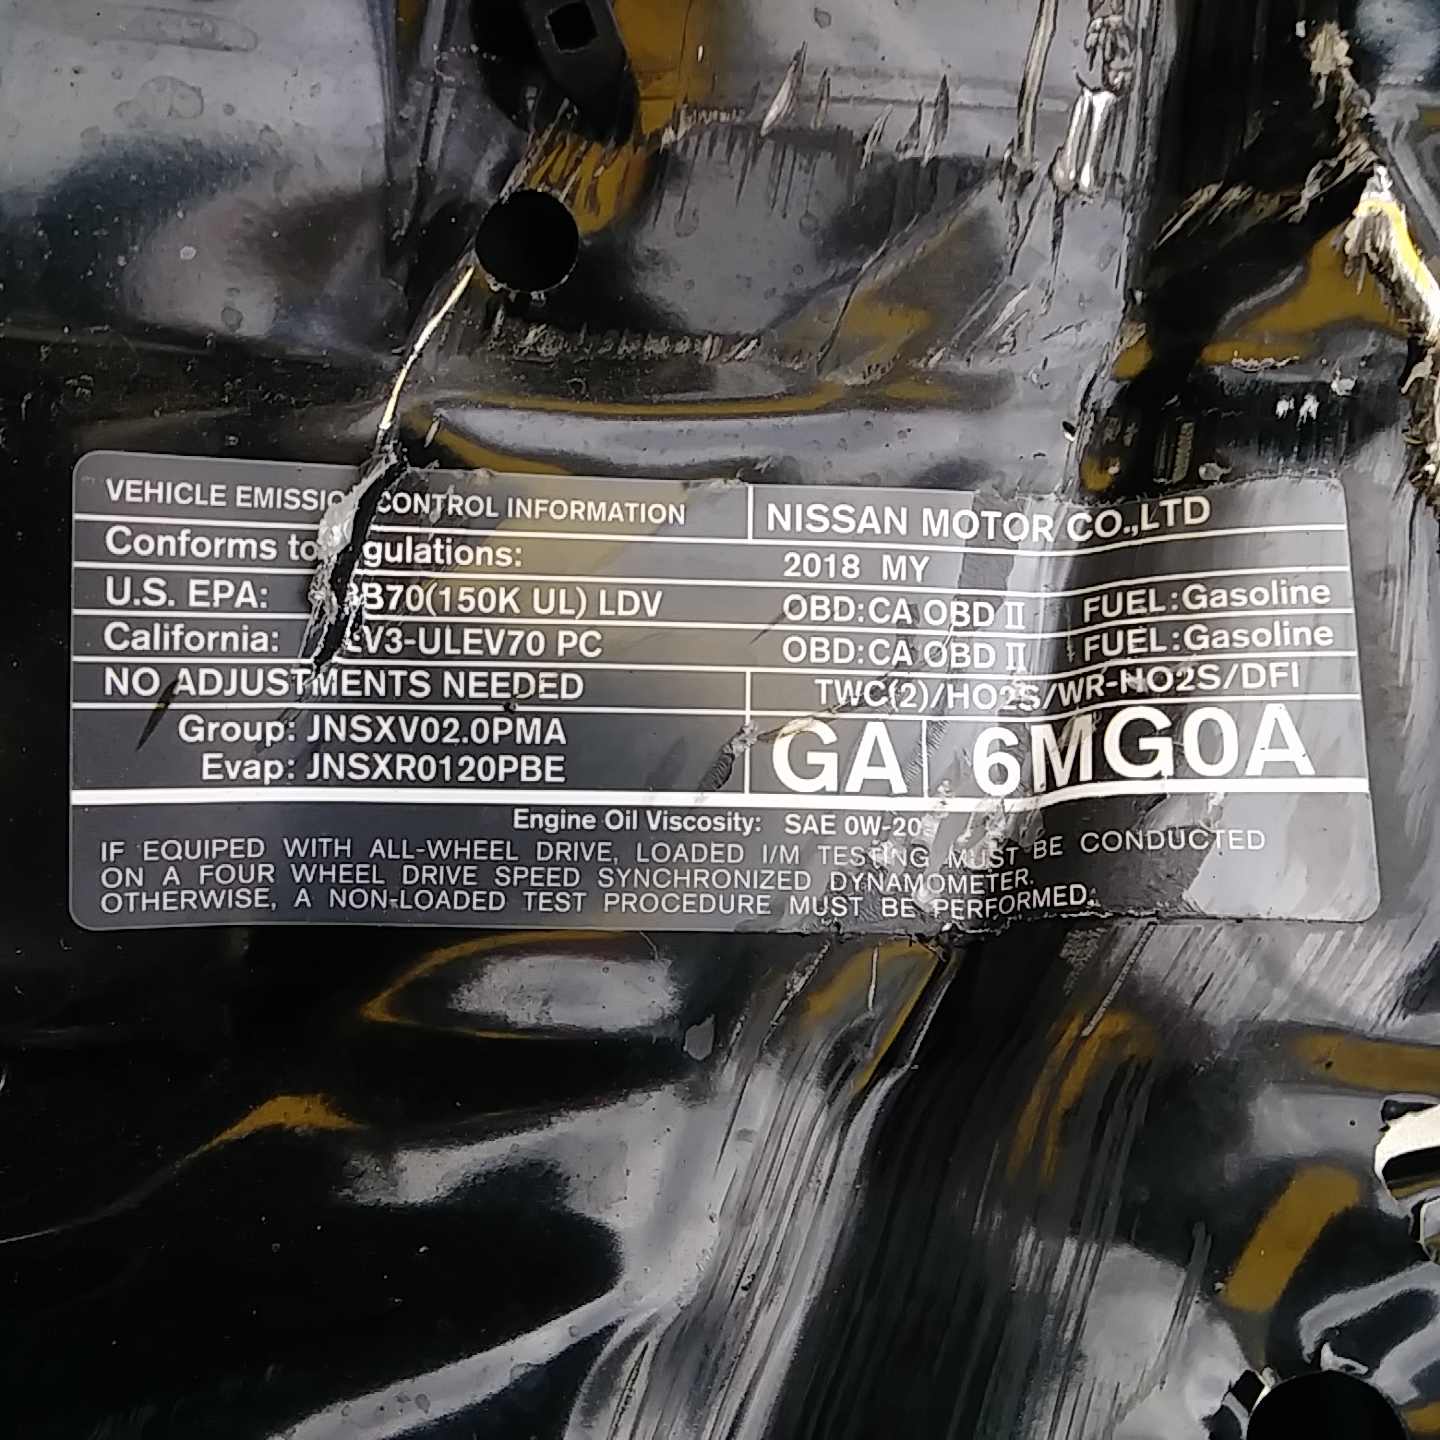 VEHICLE EMISSIO CONTROL INFORMATION NISSAN MOTOR CO.,LTD
Conforms to gulations: 2018 MY
U.S. EPA: B70(150K UL) LDV OBD:CA OBD II FUEL:Gasoline
California: EV3-ULEV70 PC OBD:CA OBD II FUEL:Gasoline
NO ADJUSTMENTS NEEDED TWC(2)/HO2S/WR-HO2S/DFI
Group: JNSXV02.0PMA GA 6MG0A
Evap: JNSXR0120PBE
Engine Oil Viscosity: SAE 0W-20
IF EQUIPED WITH ALL-WHEEL DRIVE, LOADED I/M TESTING MUST BE CONDUCTED
ON A FOUR WHEEL DRIVE SPEED SYNCHRONIZED DYNAMOMETER.
OTHERWISE, A NON-LOADED TEST PROCEDURE MUST BE PERFORMED.